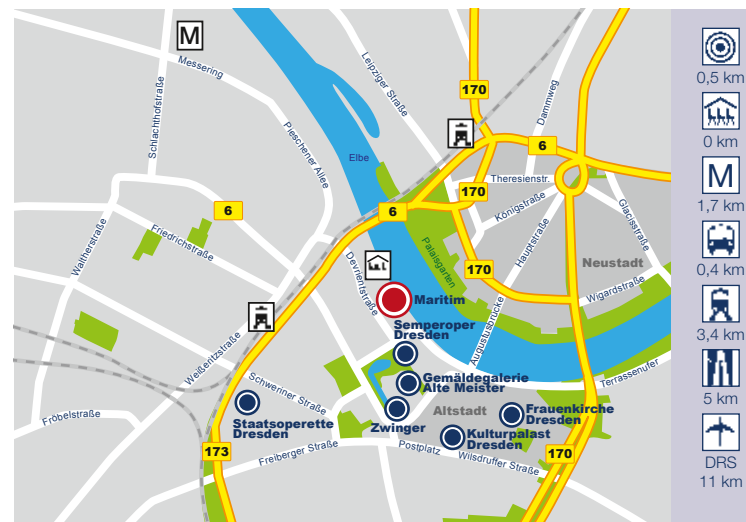 M
Messering
Schlachthofstraße
Pieschener Allee
Leipziger Straße
Dammweg
170
6
Elbe
Theresienstr.
170
Königstraße
Glacisstraße
6
6
Waltherstraße
Friedrichstraße
Devrientstraße
Palaisgarten
Hauptstraße
170
Neustadt
Wigardstraße
Maritim
Semperoper
Dresden
Augustusbrücke
Weißeritzstraße
Gemäldegalerie
Alte Meister
Terrassenufer
Schweriner Straße
Fröbelstraße
Staatsoperette
Dresden
Zwinger
Altstadt
Frauenkirche
Dresden
Kulturpalast
Dresden
173
Freiberger Straße
Postplatz
Wilsdruffer Straße
170
0,5 km
0 km
M
1,7 km
0,4 km
3,4 km
5 km
DRS
11 km